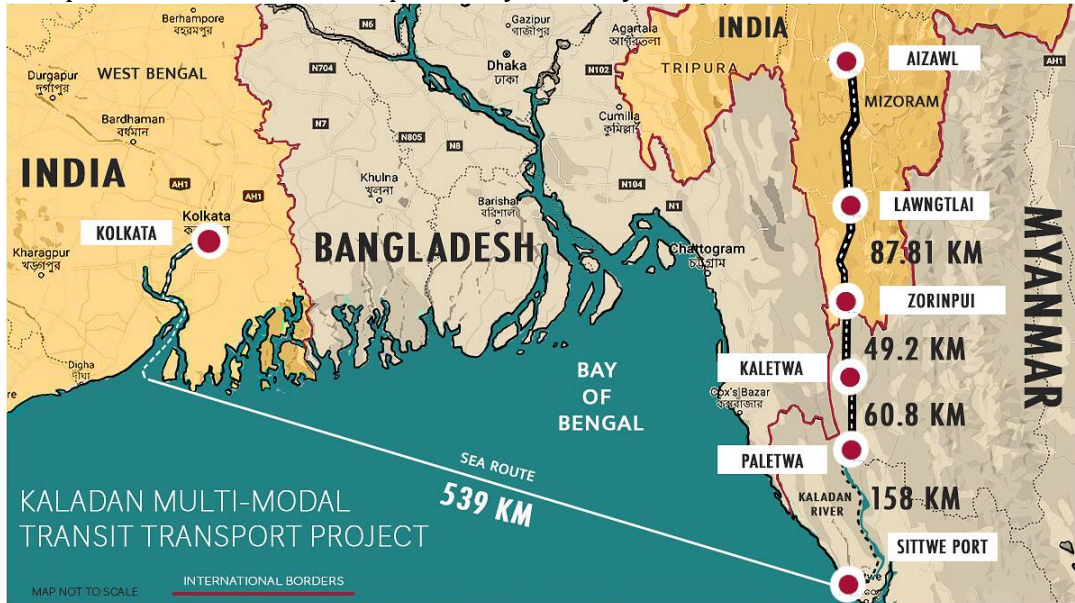 Berhampore
বহরমপুর
N6
Gazipur
গাজীপুর
Agartala
আগরতলা
INDIA
AIZAWL
AH1
Durgapur
দুর্গাপুর
WEST BENGAL
N704
Dhaka
ঢাকা
N102
TRIPURA
MIZORAM
Bardhaman
বর্ধমান
N7
N805
N8
Cumilla
কুমিল্লা
INDIA
AH1
AH1
Khulna
খুলনা
Barishal
বরিশাল
N104
N1
LAWNGTLAI
Kolkata
KOLKATA
Kharagpur
খড়গপুর
BANGLADESH
Chattogram
চট্টগ্রাম
87.81 KM
MYANMAR
ZORINPUI
49.2 KM
Digha
দীঘা
BAY
OF
BENGAL
KALETWA
Cox's Bazar
কক্সবাজার
60.8 KM
SEA ROUTE
539 KM
PALETWA
KALADAN
RIVER
158 KM
KALADAN MULTI-MODAL
TRANSIT TRANSPORT PROJECT
SITTWE PORT
MAP NOT TO SCALE
INTERNATIONAL BORDERS